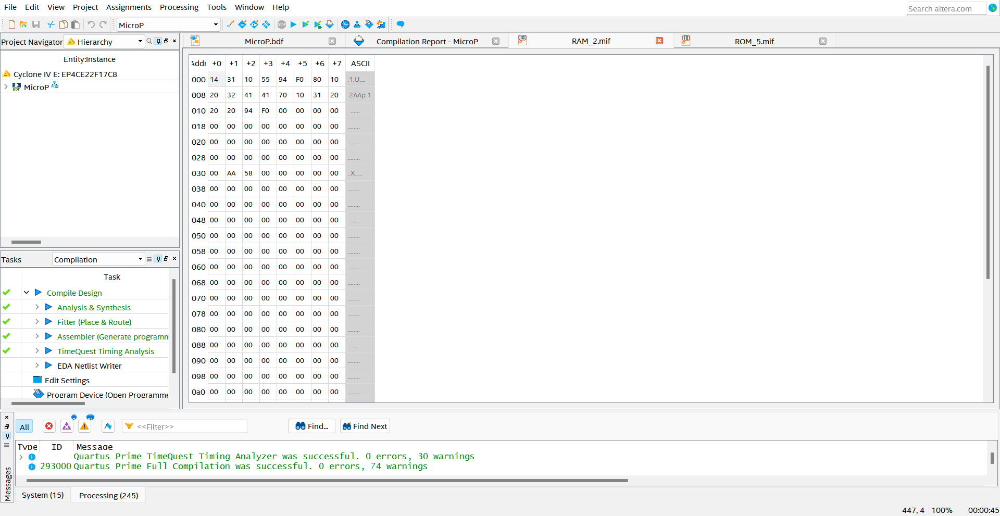 File Edit View Project Assignments Processing Tools Window Help
Search altera.com
MicroP
Project Navigator Hierarchy
MicroP.bdf
Compilation Report - MicroP
RAM_2.mif
ROM_5.mif
Entity:Instance
Cyclone IV E: EP4CE22F17C8
MicroP
Addr +0 +1 +2 +3 +4 +5 +6 +7 ASCII
000 14 31 10 55 94 F0 80 10 .1.U....
008 20 32 41 41 70 10 31 20 2AAp.1
010 20 20 94 F0 00 00 00 00 ......
018 00 00 00 00 00 00 00 00 ........
020 00 00 00 00 00 00 00 00 ........
028 00 00 00 00 00 00 00 00 ........
030 00 AA 58 00 00 00 00 00 ..X.....
038 00 00 00 00 00 00 00 00 ........
040 00 00 00 00 00 00 00 00 ........
048 00 00 00 00 00 00 00 00 ........
050 00 00 00 00 00 00 00 00 ........
058 00 00 00 00 00 00 00 00 ........
060 00 00 00 00 00 00 00 00 ........
068 00 00 00 00 00 00 00 00 ........
070 00 00 00 00 00 00 00 00 ........
078 00 00 00 00 00 00 00 00 ........
080 00 00 00 00 00 00 00 00 ........
088 00 00 00 00 00 00 00 00 ........
090 00 00 00 00 00 00 00 00 ........
098 00 00 00 00 00 00 00 00 ........
0a0 00 00 00 00 00 00 00 00 ........
Tasks Compilation
Task
Compile Design
Analysis & Synthesis
Fitter (Place & Route)
Assembler (Generate programm
TimeQuest Timing Analysis
EDA Netlist Writer
Edit Settings
Program Device (Open Programme
All <<Filter>> Find... Find Next
Type ID Message
Quartus Prime TimeQuest Timing Analyzer was successful. 0 errors, 30 warnings
293000 Quartus Prime Full Compilation was successful. 0 errors, 74 warnings
Messages
System (15) Processing (245)
447, 4 100% 00:00:45